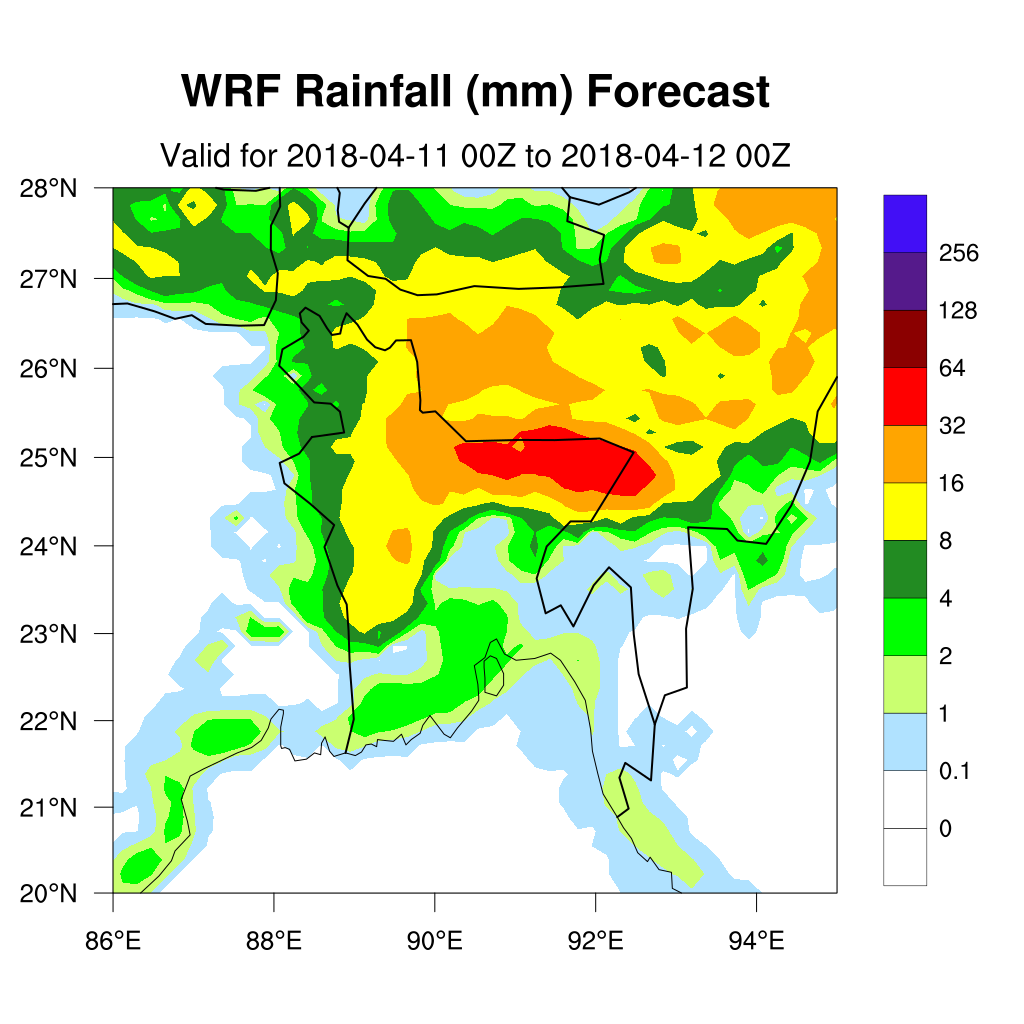 WRF Rainfall (mm) Forecast
Valid for 2018-04-11 00Z to 2018-04-12 00Z
28°N
27°N
26°N
25°N
24°N
23°N
22°N
21°N
20°N
86°E
88°E
90°E
92°E
94°E
256
128
64
32
16
8
4
2
1
0.1
0